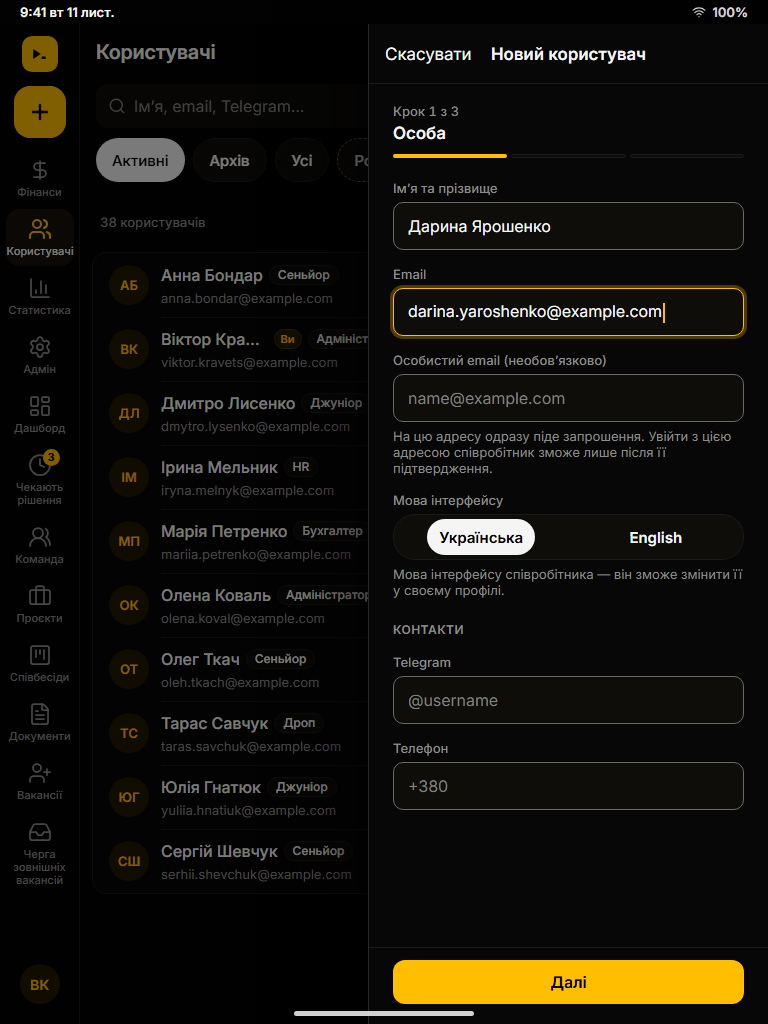 9:41 вт 11 лист.
100%
Користувачі
Ім’я, email, Telegram…
Активні
Архів
Усі
38 користувачів
Фінанси
Користувачі
Статистика
Адмін
Дашборд
3
Чекають
рішення
Команда
Проєкти
Співбесіди
Документи
Вакансії
Черга
зовнішніх
вакансій
ВК
АБ
Анна Бондар Сеньйор
anna.bondar@example.com
ВК
Віктор Кра… Ви
viktor.kravets@example.com
ДЛ
Дмитро Лисенко Джуніор
dmytro.lysenko@example.com
ІМ
Ірина Мельник HR
iryna.melnyk@example.com
МП
Марія Петренко Бухгалтер
mariia.petrenko@example.com
ОК
Олена Коваль Адміністратор
olena.koval@example.com
ОТ
Олег Ткач Сеньйор
oleh.tkach@example.com
ТС
Тарас Савчук Дроп
taras.savchuk@example.com
ЮГ
Юлія Гнатюк Джуніор
yuliia.hnatiuk@example.com
СШ
Сергій Шевчук Сеньйор
serhii.shevchuk@example.com
Скасувати Новий користувач
Крок 1 з 3
Особа
Ім’я та прізвище
Дарина Ярошенко
Email
darina.yaroshenko@example.com
Особистий email (необов’язково)
name@example.com
На цю адресу одразу піде запрошення. Увійти з цією
адресою співробітник зможе лише після її
підтвердження.
Мова інтерфейсу
Українська English
Мова інтерфейсу співробітника — він зможе змінити її
у своєму профілі.
КОНТАКТИ
Telegram
@username
Телефон
+380
Далі